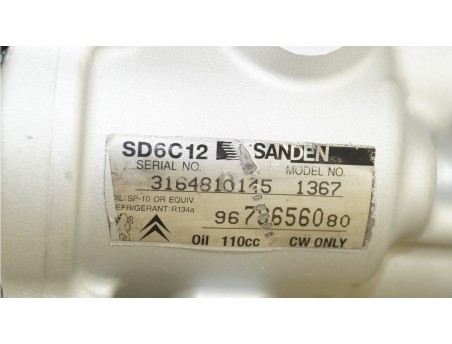 SD6C12 SANDEN
SERIAL NO. MODEL NO.
3164810145 1367
OIL:SP-10 OR EQUIV.
REFRIGERANT:R134a
9678656080
Oil 110cc CW ONLY